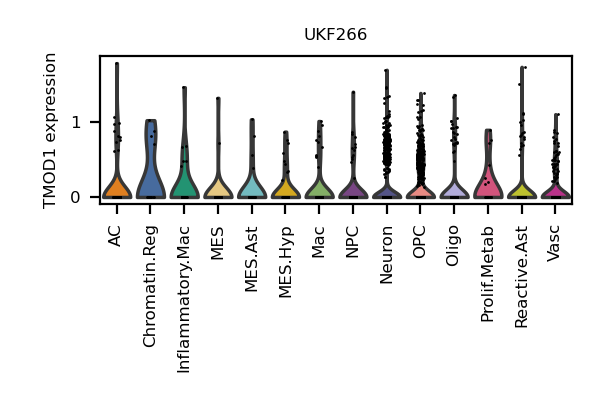 UKF266
TMOD1 expression
1
0
AC
Chromatin.Reg
Inflammatory.Mac
MES
MES.Ast
MES.Hyp
Mac
NPC
Neuron
OPC
Oligo
Prolif.Metab
Reactive.Ast
Vasc